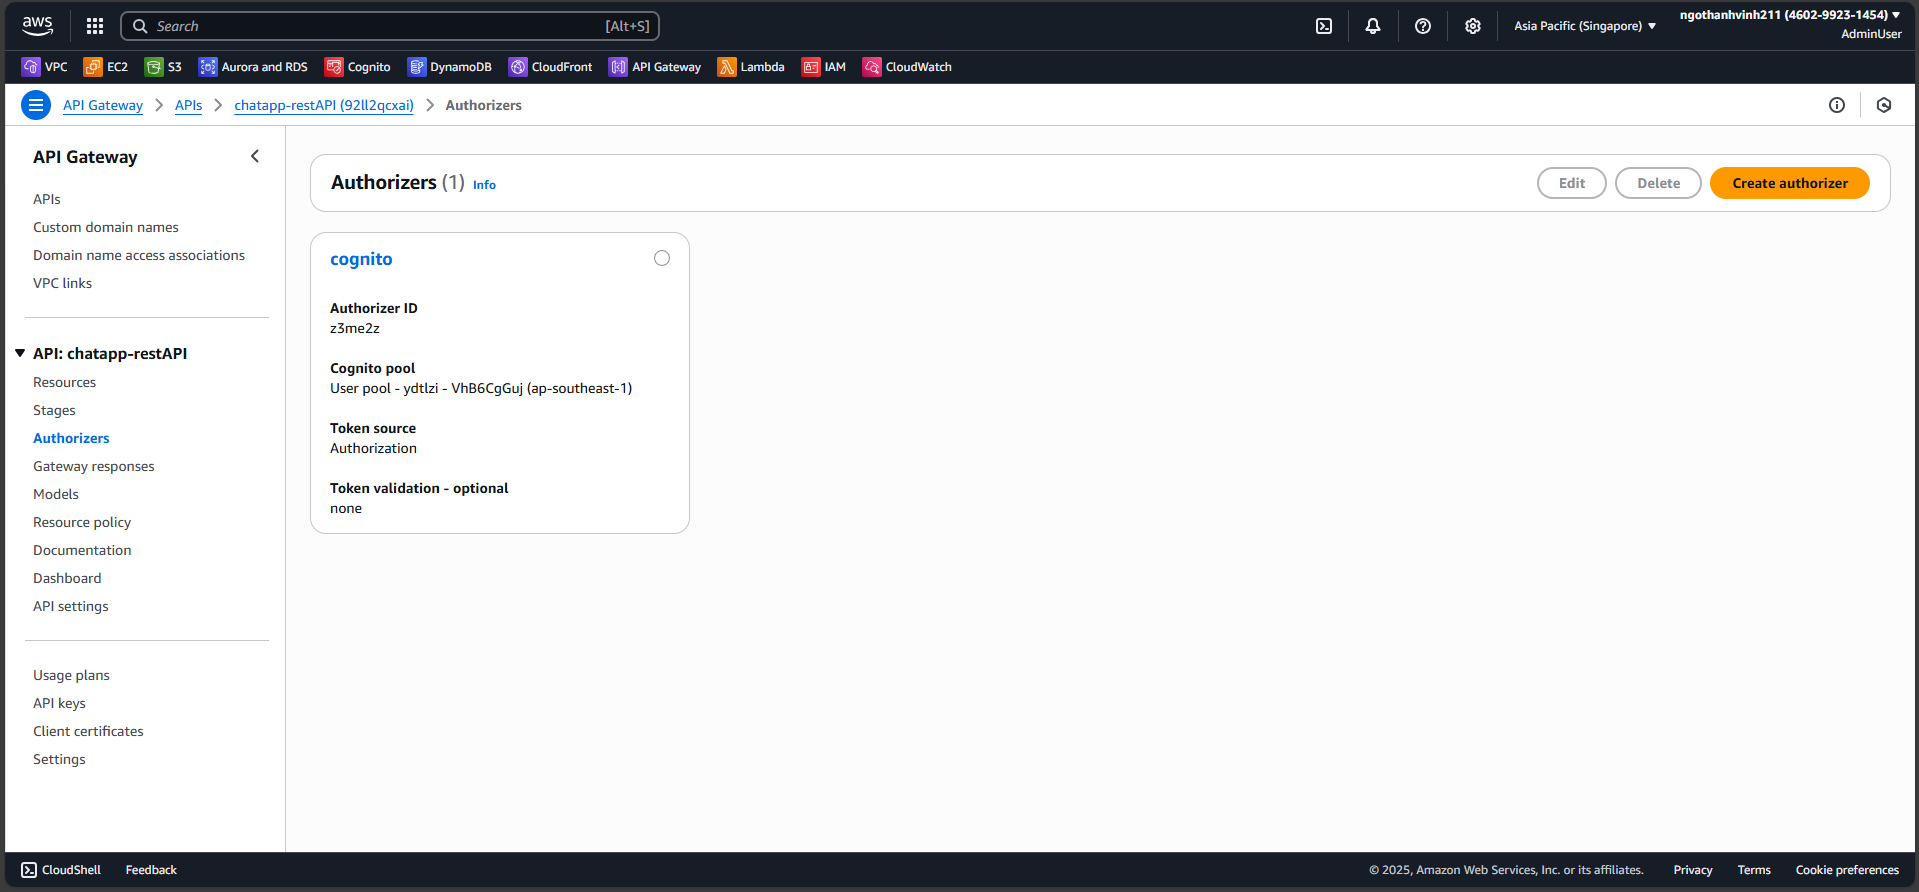 aws
Search [Alt+S]
Asia Pacific (Singapore)
ngothanhvinh211 (4602-9923-1454)
AdminUser
VPC EC2 S3 Aurora and RDS Cognito DynamoDB CloudFront API Gateway Lambda IAM CloudWatch
API Gateway APIs chatapp-restAPI (92ll2qcxai) Authorizers
API Gateway
APIs
Custom domain names
Domain name access associations
VPC links
API: chatapp-restAPI
Resources
Stages
Authorizers
Gateway responses
Models
Resource policy
Documentation
Dashboard
API settings
Usage plans
API keys
Client certificates
Settings
Authorizers (1) Info
Edit Delete Create authorizer
cognito
Authorizer ID
z3me2z
Cognito pool
User pool - ydtlzi - VhB6CgGuj (ap-southeast-1)
Token source
Authorization
Token validation - optional
none
CloudShell Feedback
© 2025, Amazon Web Services, Inc. or its affiliates. Privacy Terms Cookie preferences